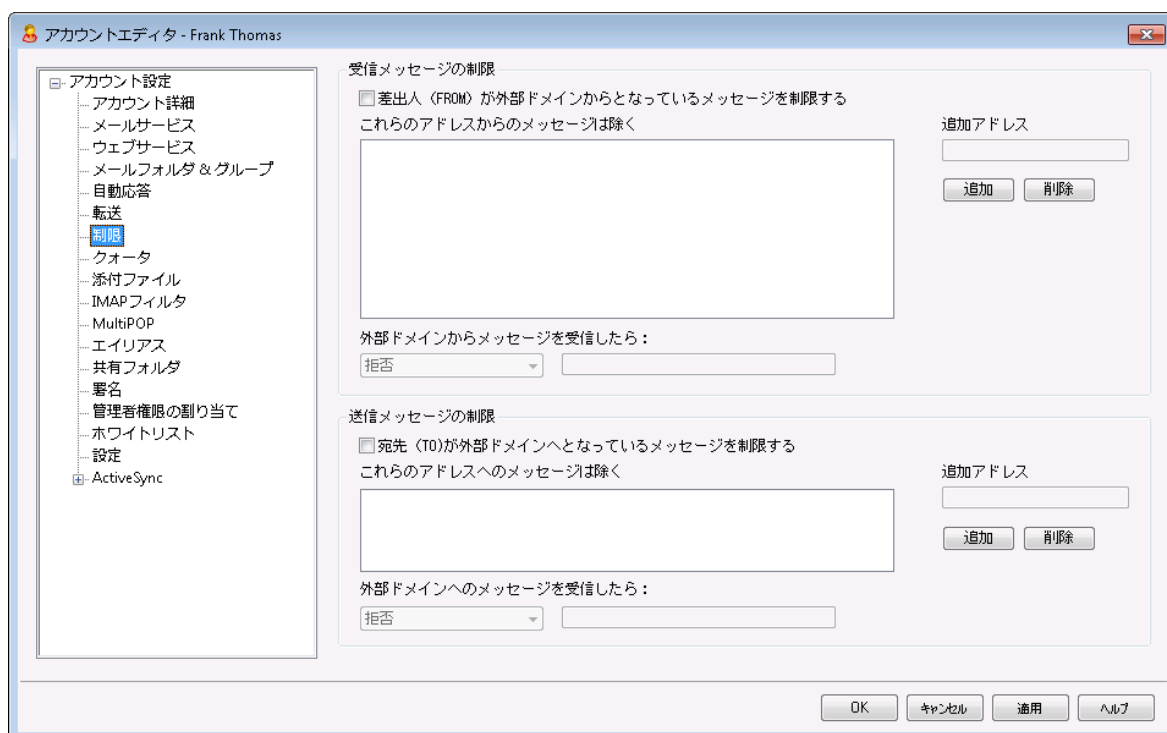 アカウントエディタ - Frank Thomas
アカウント設定
アカウント詳細
メールサービス
ウェブサービス
メールフォルダ & グループ
自動応答
転送
制限
クォータ
添付ファイル
IMAPフィルタ
MultiPOP
エイリアス
共有フォルダ
署名
管理者権限の割り当て
ホワイトリスト
設定
ActiveSync
受信メッセージの制限
差出人（FROM）が外部ドメインからとなっているメッセージを制限する
これらのアドレスからのメッセージは除く
追加アドレス
追加
削除
外部ドメインからメッセージを受信したら：
拒否
送信メッセージの制限
宛先（TO)が外部ドメインへとなっているメッセージを制限する
これらのアドレスへのメッセージは除く
追加アドレス
追加
削除
外部ドメインへのメッセージを受信したら：
拒否
OK
キャンセル
適用
ヘルプ